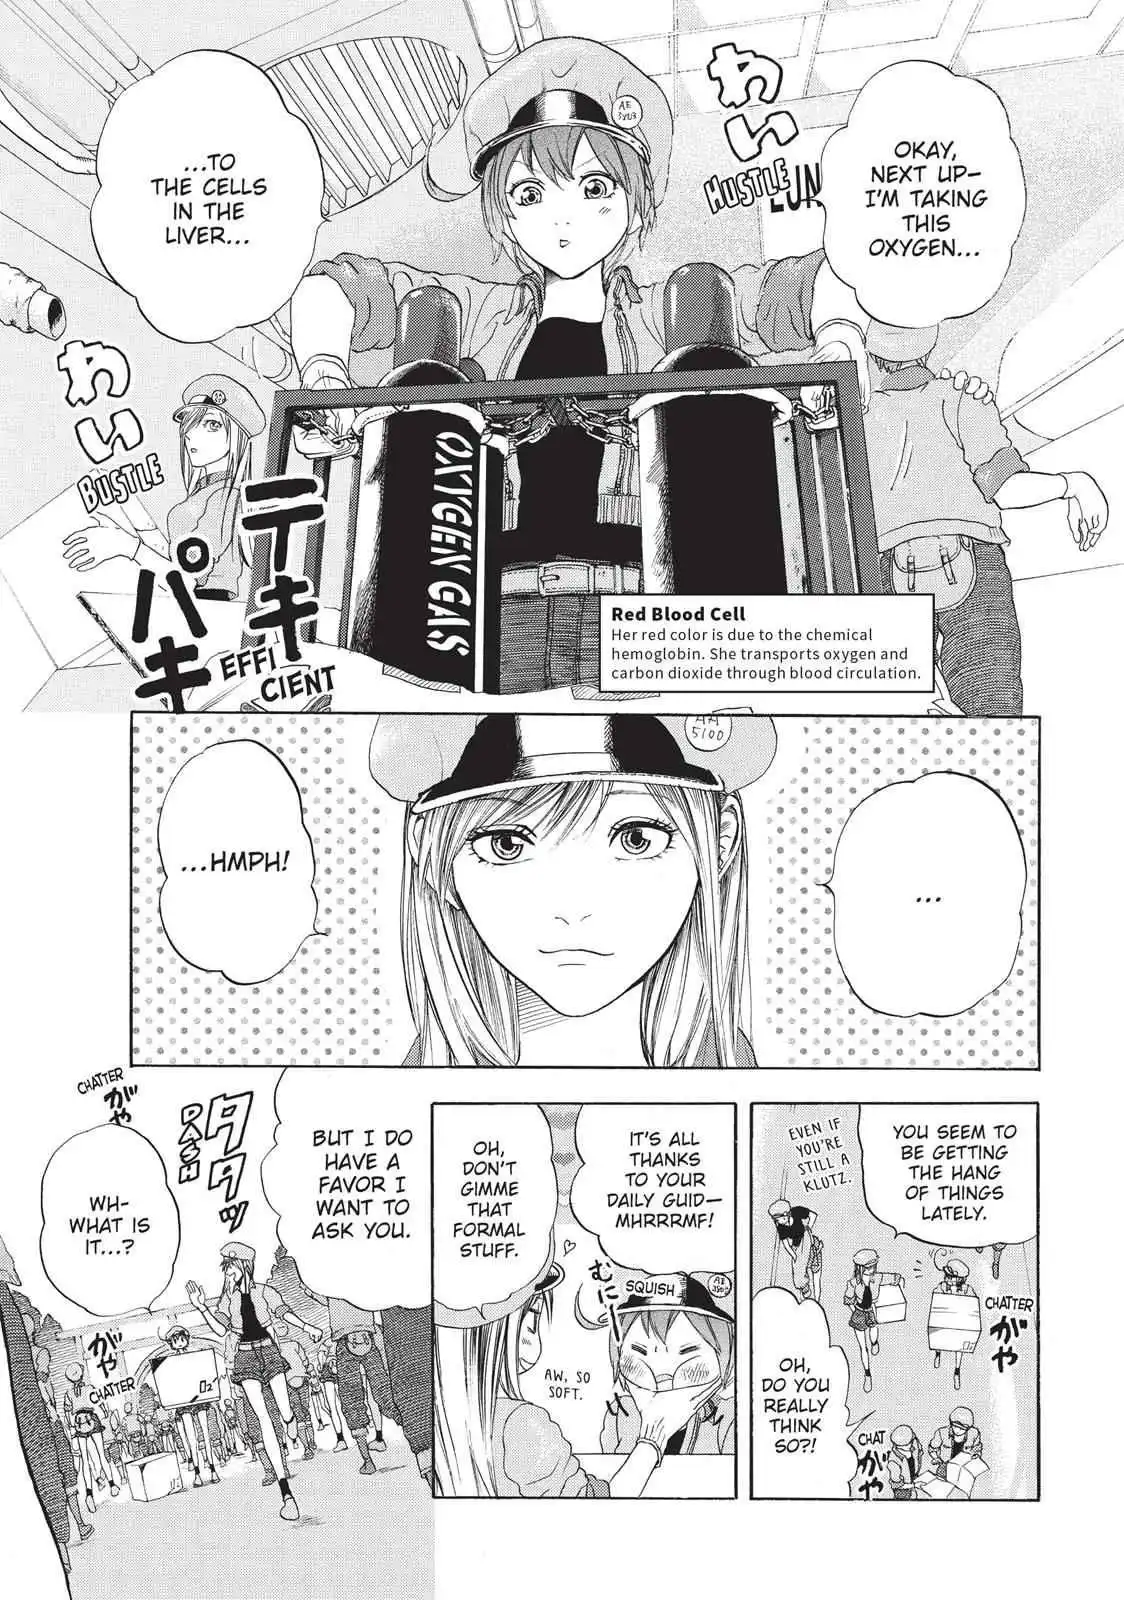 OKAY,
NEXT UP—
I'M TAKING
THIS
OXYGEN...
わい
HUSTLE
LUN
AE
3803
...TO
THE CELLS
IN THE
LIVER...
わい
BUSTLE
テキ
パキ
EFFI
CIENT
OXYGEN GAS
Red Blood Cell
Her red color is due to the chemical
hemoglobin. She transports oxygen and
carbon dioxide through blood circulation.
AA
5100
...
...HMPH!
YOU SEEM TO
BE GETTING
THE HANG
OF THINGS
LATELY.
EVEN IF
YOU'RE
STILL A
KLUTZ.
CHATTER
がや
OH,
DO YOU
REALLY
THINK
SO?!
CHAT
がや
IT'S ALL
THANKS
TO YOUR
DAILY GUID—
MHRRRMF!
むに
SQUISH
OH,
DON'T
GIMME
THAT
FORMAL
STUFF.
AW, SO
SOFT.
BUT I DO
HAVE A
FAVOR I
WANT TO
ASK YOU.
タタタッ
DASH
CHATTER
がや
WH-
WHAT IS
IT...?
がや
CHATTER
O2